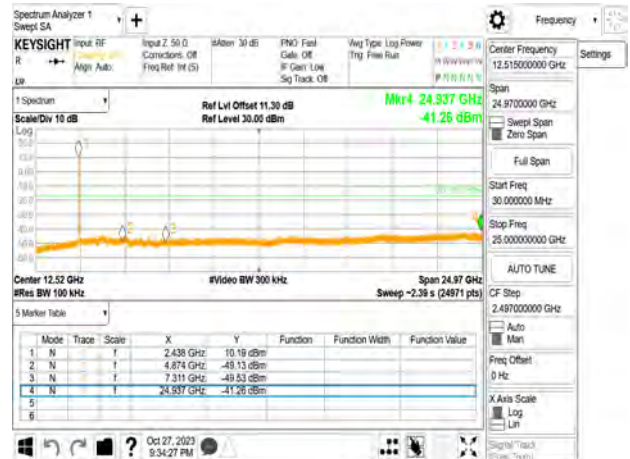 Spectrum Analyzer 1
Swept SA
+
Frequency
KEYSIGHT
R
Input: RF
Align: Auto
Input Z: 50 Ω
Corrections: Off
Freq Ref: Int (S)
#Atten: 30 dB
PNO: Fast
Gate: Off
IF Gain: Low
Sig Track: Off
Avg Type: Log-Power
Trig: Free Run
Center Frequency
12.515000000 GHz
Settings
Span
24.9700000 GHz
Swept Span
Zero Span
Full Span
Start Freq
30.000000 MHz
Stop Freq
25.000000000 GHz
AUTO TUNE
CF Step
2.497000000 GHz
Auto
Man
Freq Offset
0 Hz
X Axis Scale
Log
Lin
Signal Track
1 Spectrum
Scale/Div 10 dB
Log
Ref Lvl Offset 11.30 dB
Ref Level 30.00 dBm
Mkr4 24.937 GHz
-41.26 dBm
Center 12.52 GHz
#Res BW 100 kHz
#Video BW 300 kHz
Span 24.97 GHz
Sweep ~2.39 s (24971 pts)
5 Marker Table
Mode Trace Scale X Y Function Function Width Function Value
1 N f 2.438 GHz 10.19 dBm
2 N f 4.874 GHz -49.13 dBm
3 N f 7.311 GHz -49.53 dBm
4 N f 24.937 GHz -41.26 dBm
5
6
?
Oct 27, 2023
9:34:27 PM